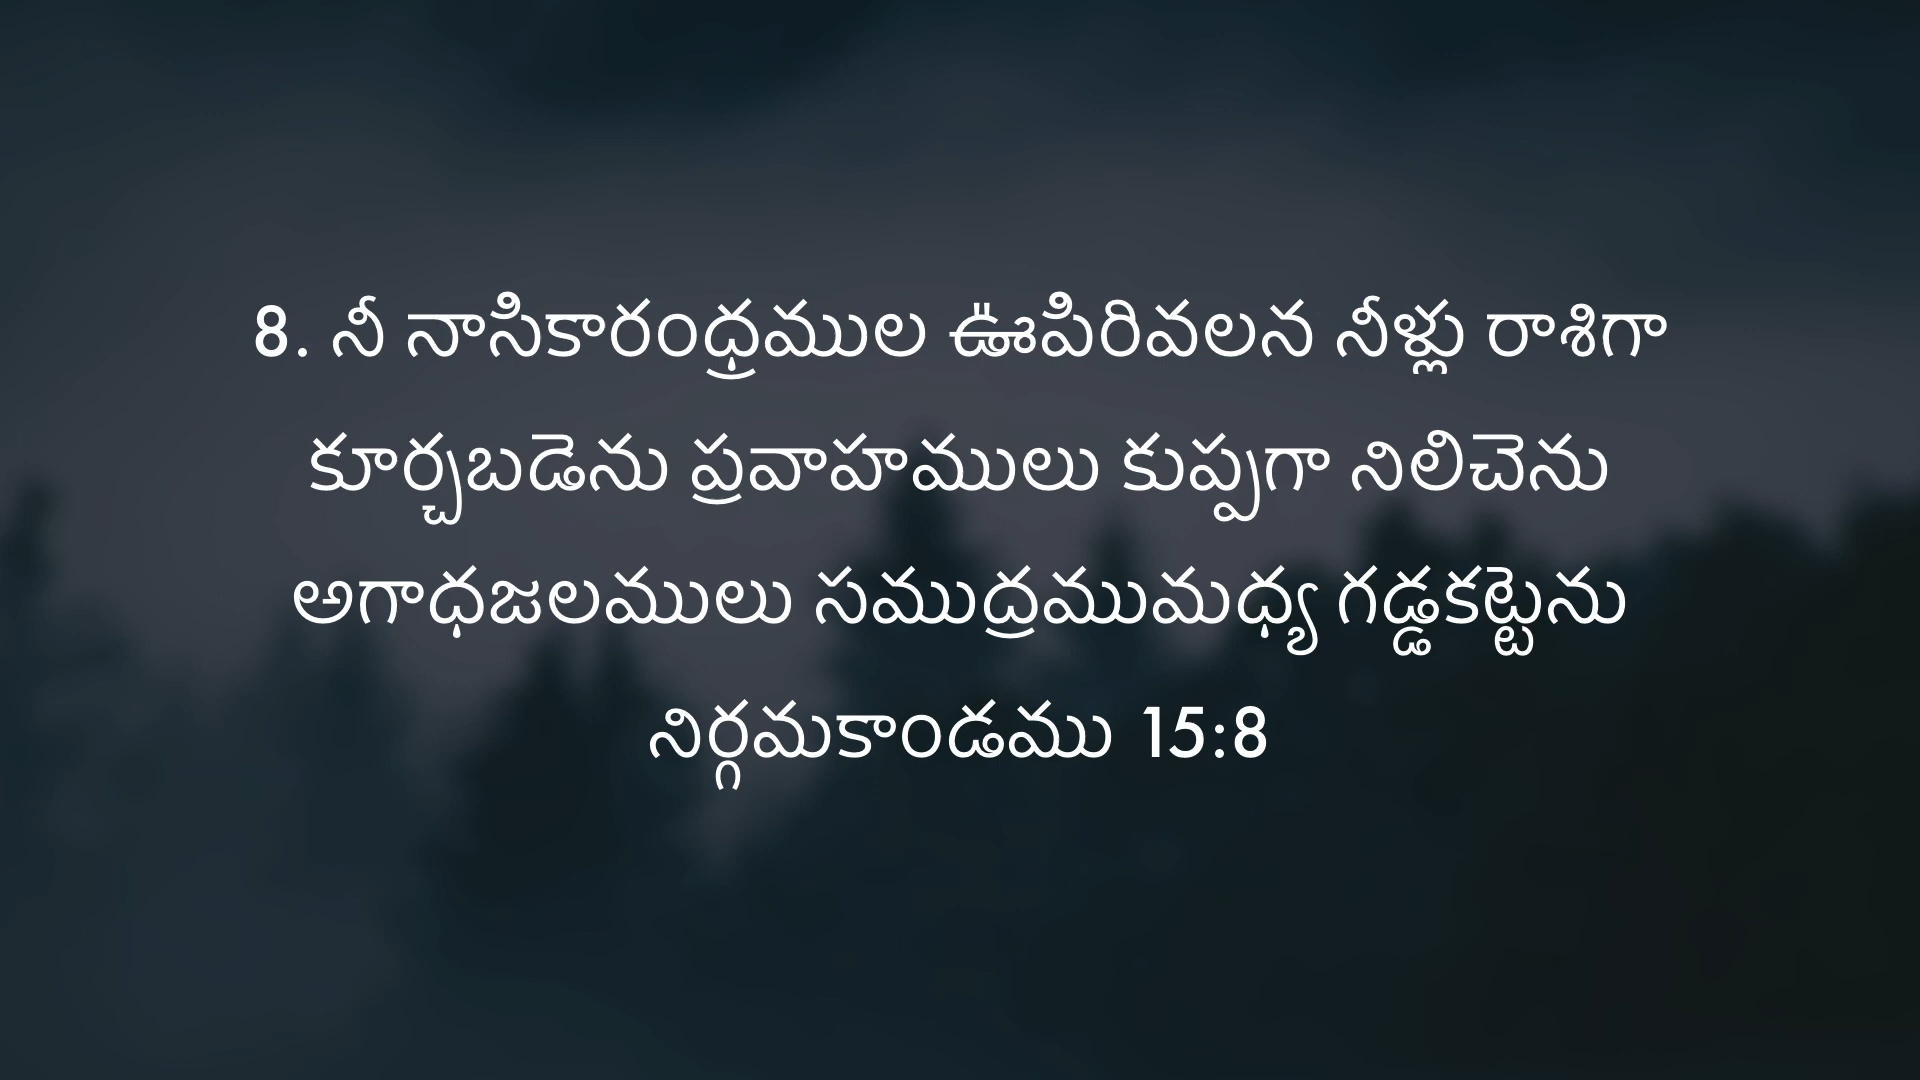 8. నీ నాసికారంధ్రముల ఊపిరివలన నీళ్లు రాశిగా
కూర్చబడెను ప్రవాహములు కుప్పగా నిలిచెను
అగాధజలములు సముద్రముమధ్య గడ్డకట్టెను
నిర్గమకాండము 15:8